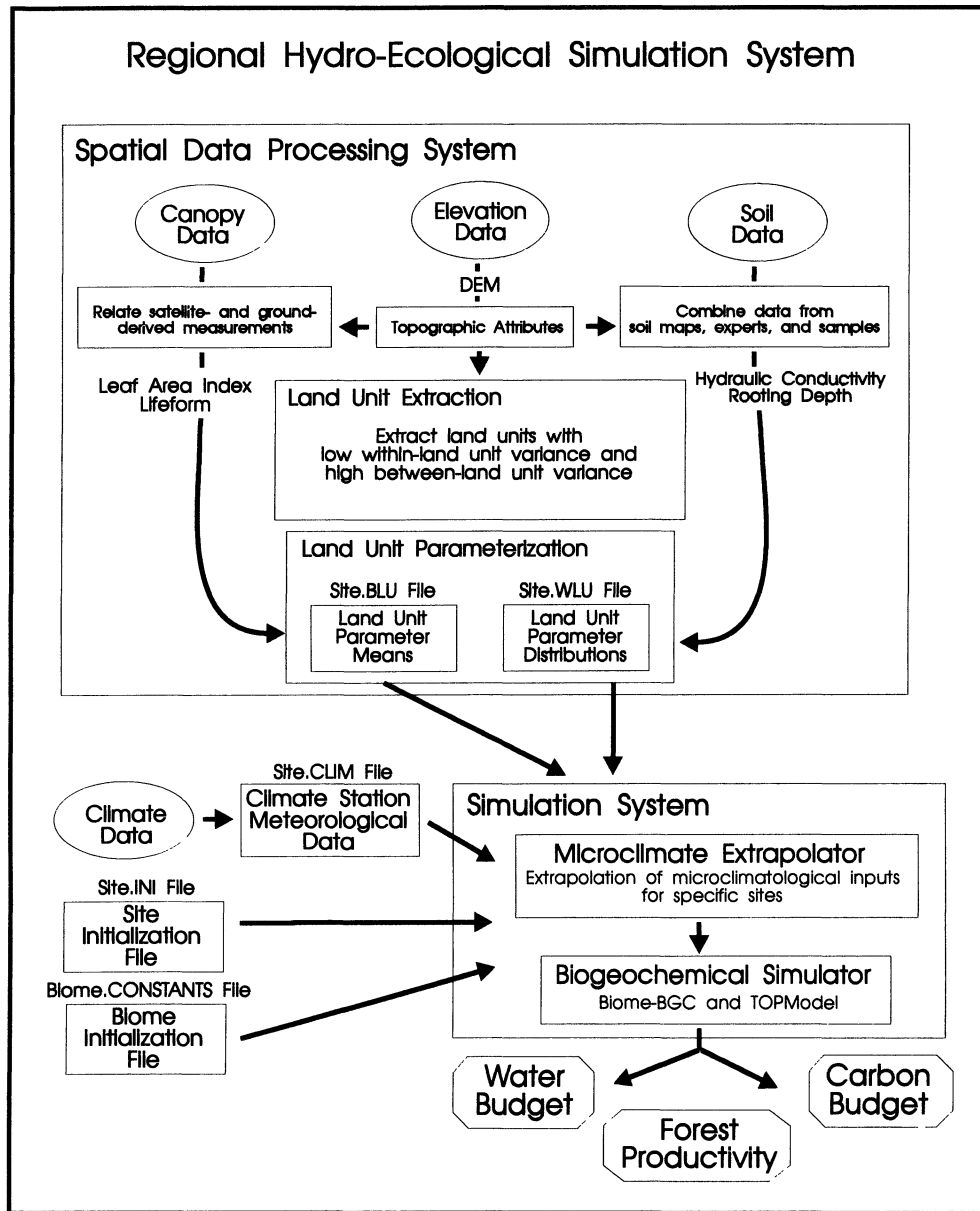 Regional Hydro-Ecological Simulation System
Spatial Data Processing System
Canopy
Data
Elevation
Data
Soil
Data
DEM
Relate satellite- and ground-
derived measurements
Topographic Attributes
Combine data from
soil maps, experts, and samples
Leaf Area Index
Lifeform
Hydraulic Conductivity
Rooting Depth
Land Unit Extraction
Extract land units with
low within-land unit variance and
high between-land unit variance
Land Unit Parameterization
Site.BLU File
Land Unit
Parameter
Means
Site.WLU File
Land Unit
Parameter
Distributions
Climate
Data
Site.CLIM File
Climate Station
Meteorological
Data
Site.INI File
Site
Initialization
File
Biome.CONSTANTS File
Biome
Initialization
File
Simulation System
Microclimate Extrapolator
Extrapolation of microclimatological inputs
for specific sites
Biogeochemical Simulator
Biome-BGC and TOPModel
Water
Budget
Forest
Productivity
Carbon
Budget